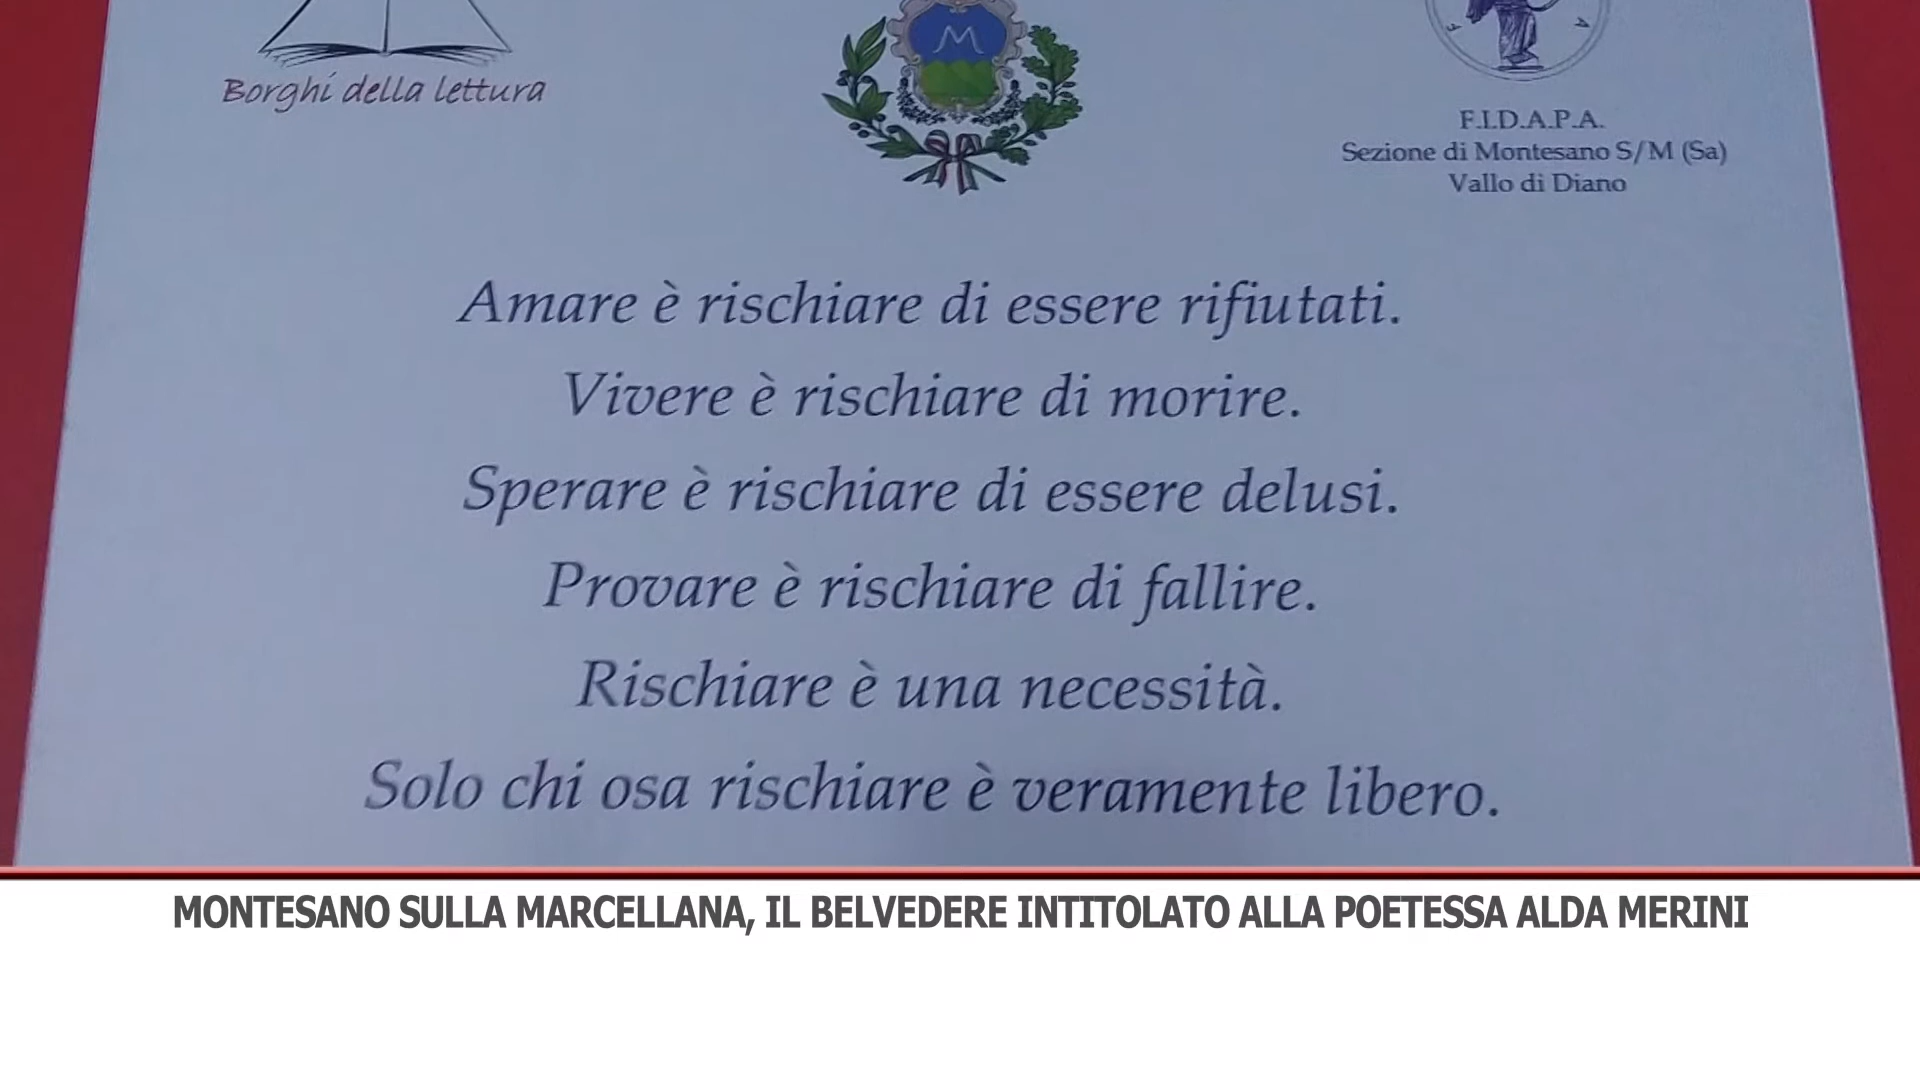 Borghi della lettura
M
F.I.D.A.P.A.
Sezione di Montesano S/M (Sa)
Vallo di Diano
Amare è rischiare di essere rifiutati.
Vivere è rischiare di morire.
Sperare è rischiare di essere delusi.
Provare è rischiare di fallire.
Rischiare è una necessità.
Solo chi osa rischiare è veramente libero.
MONTESANO SULLA MARCELLANA, IL BELVEDERE INTITOLATO ALLA POETESSA ALDA MERINI